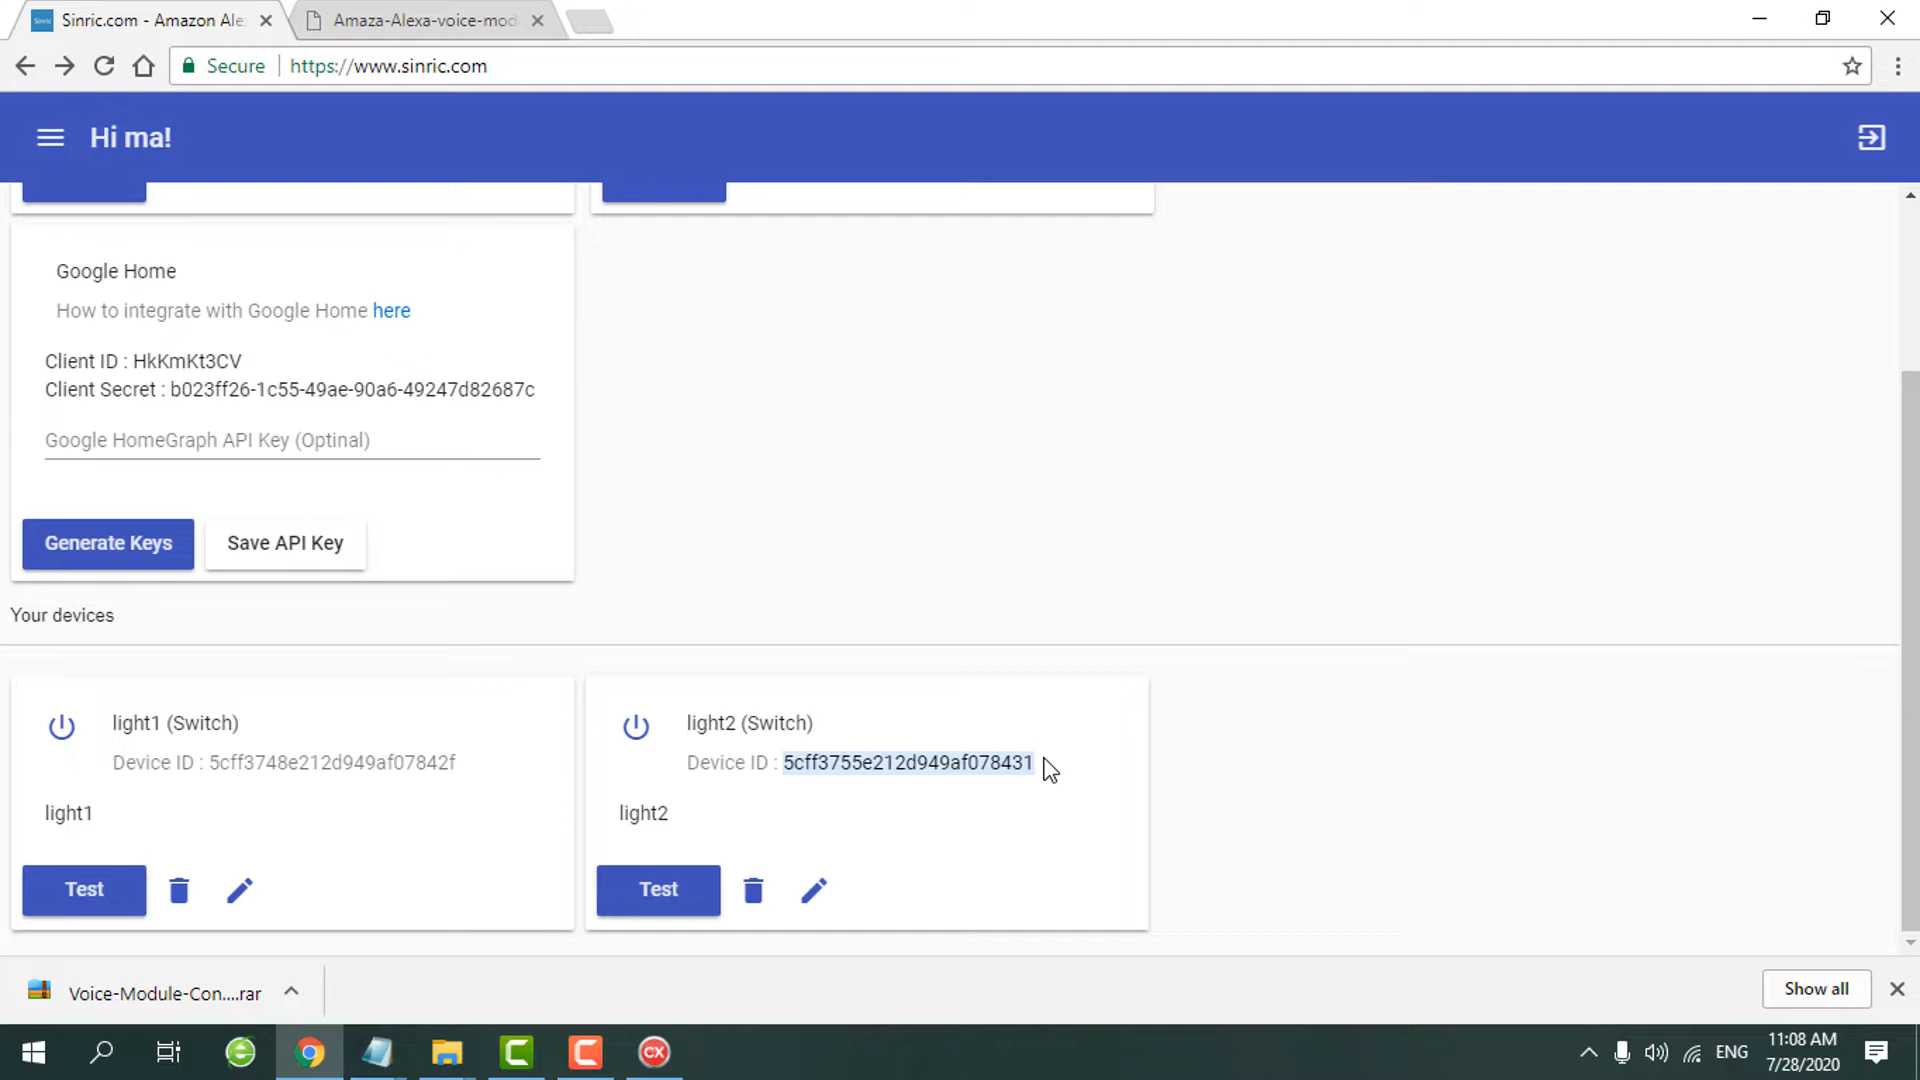 Sinric.com - Amazon Ale
Amaza-Alexa-voice-mod
Secure
https://www.sinric.com
Hi ma!
Google Home
How to integrate with Google Home here
Client ID : HkKmKt3CV
Client Secret : b023ff26-1c55-49ae-90a6-49247d82687c
Google HomeGraph API Key (Optinal)
Generate Keys
Save API Key
Your devices
light1 (Switch)
Device ID : 5cff3748e212d949af07842f
light1
Test
light2 (Switch)
Device ID : 5cff3755e212d949af078431
light2
Test
Voice-Module-Con....rar
Show all
ENG
11:08 AM
7/28/2020